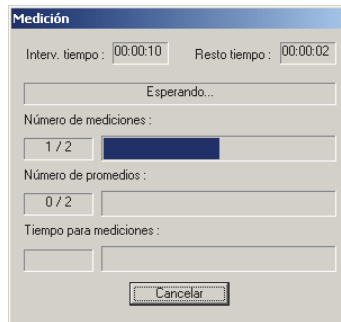 Medición
Interv. tiempo : 00:00:10 Resto tiempo : 00:00:02
Esperando...
Número de mediciones :
1 / 2
Número de promedios :
0 / 2
Tiempo para mediciones :
Cancelar